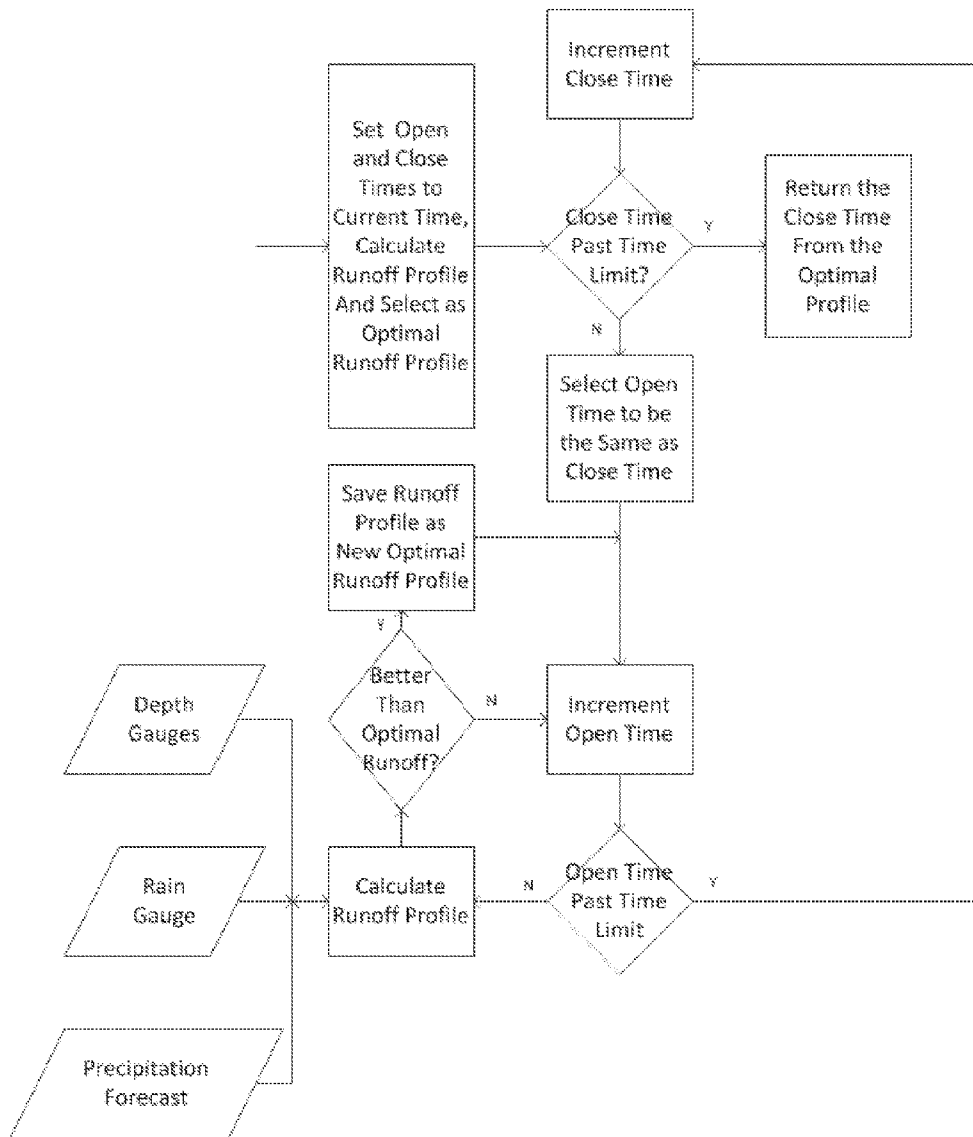 Increment
Close Time
Set Open
and Close
Times to
Current Time,
Calculate
Runoff Profile
And Select as
Optimal
Runoff Profile
Close Time
Past Time
Limit?
Y
Return the
Close Time
From the
Optimal
Profile
N
Select Open
Time to be
the Same as
Close Time
Save Runoff
Profile as
New Optimal
Runoff Profile
Y
Better
Than
Optimal
Runoff?
N
Increment
Open Time
Depth
Gauges
Rain
Gauge
Calculate
Runoff Profile
N
Open Time
Past Time
Limit
Y
Precipitation
Forecast